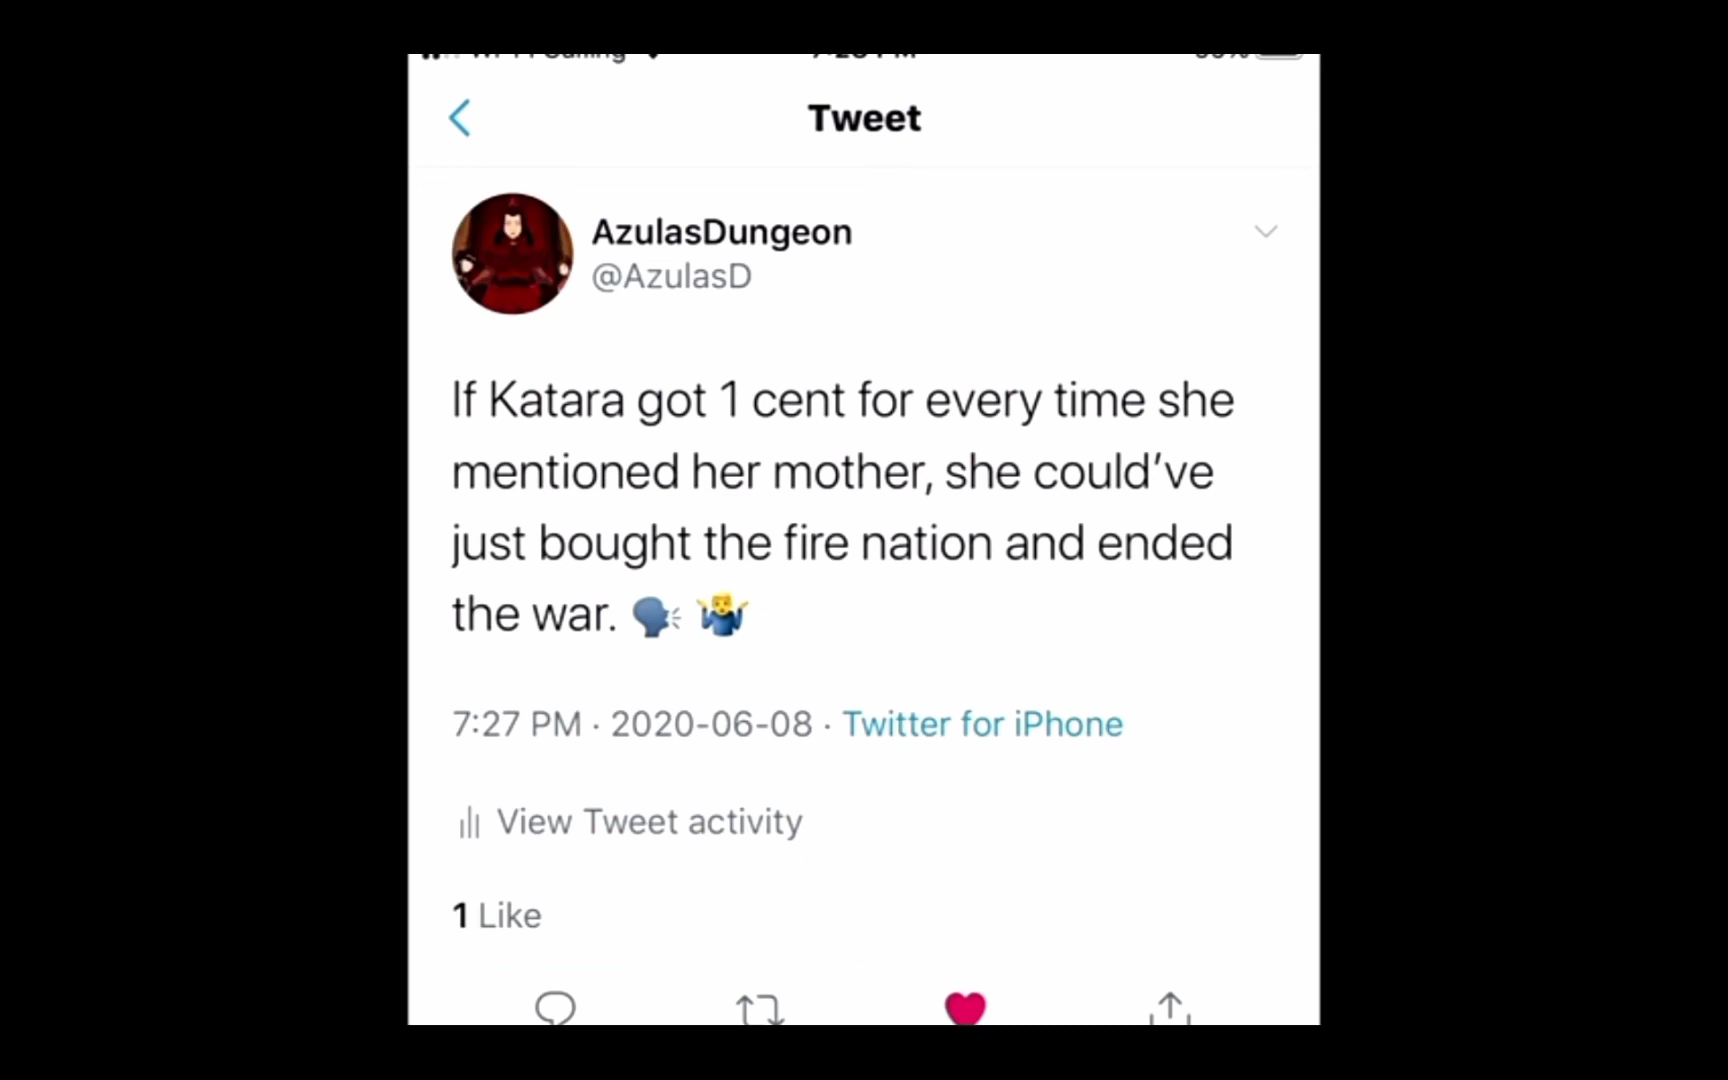 Tweet
AzulasDungeon
@AzulasD
If Katara got 1 cent for every time she
mentioned her mother, she could've
just bought the fire nation and ended
the war. 🗣️ 🤷‍♂️
7:27 PM · 2020-06-08 · Twitter for iPhone
View Tweet activity
1 Like